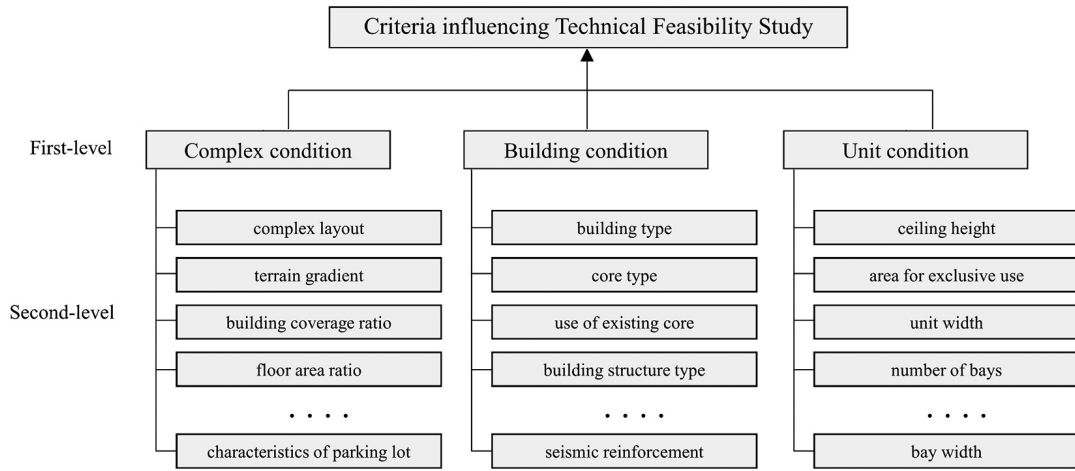 Criteria influencing Technical Feasibility Study
First-level
Complex condition
Building condition
Unit condition
Second-level
complex layout
terrain gradient
building coverage ratio
floor area ratio
. . . .
characteristics of parking lot
building type
core type
use of existing core
building structure type
. . . .
seismic reinforcement
ceiling height
area for exclusive use
unit width
number of bays
. . . .
bay width